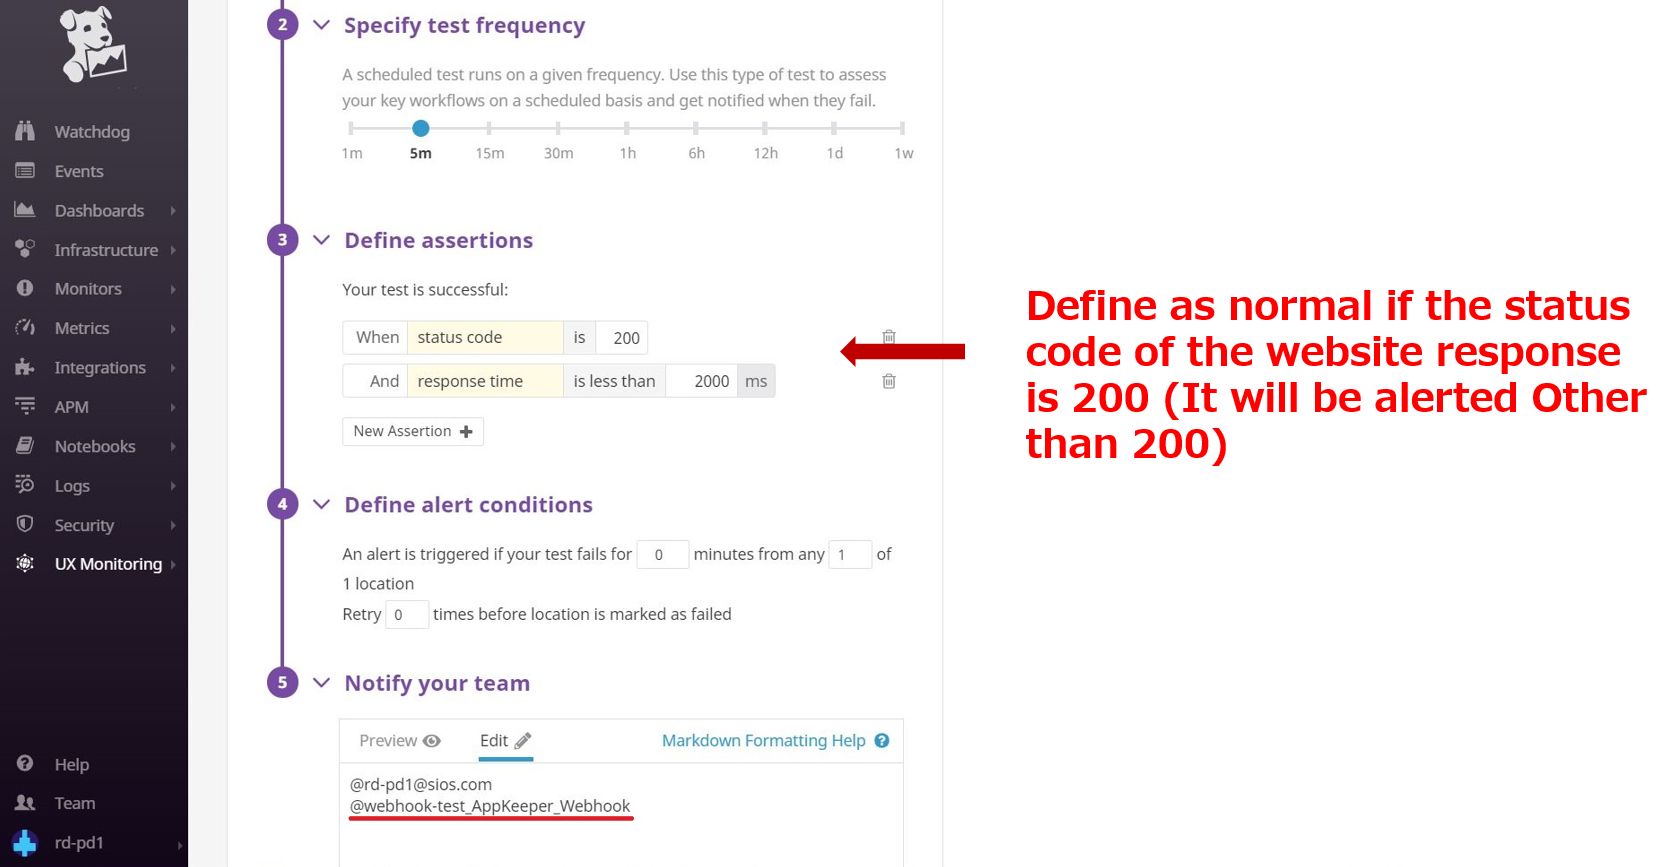 Watchdog
Events
Dashboards
Infrastructure
Monitors
Metrics
Integrations
APM
Notebooks
Logs
Security
UX Monitoring
Help
Team
rd-pd1
2 Specify test frequency
A scheduled test runs on a given frequency. Use this type of test to assess
your key workflows on a scheduled basis and get notified when they fail.
1m 5m 15m 30m 1h 6h 12h 1d 1w
3 Define assertions
Your test is successful:
When status code is 200
And response time is less than 2000 ms
New Assertion +
4 Define alert conditions
An alert is triggered if your test fails for 0 minutes from any 1 of
1 location
Retry 0 times before location is marked as failed
5 Notify your team
Preview Edit Markdown Formatting Help ?
@rd-pd1@sios.com
@webhook-test_AppKeeper_Webhook
Define as normal if the status
code of the website response
is 200 (It will be alerted Other
than 200)